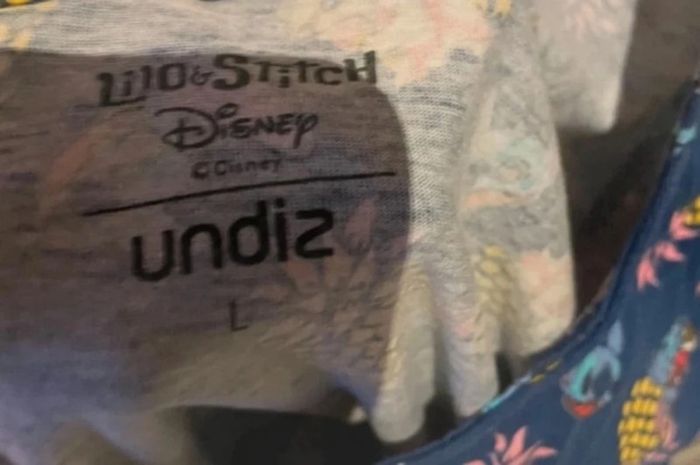 Lilo & Stitch
Disney
© Disney
undiz
L